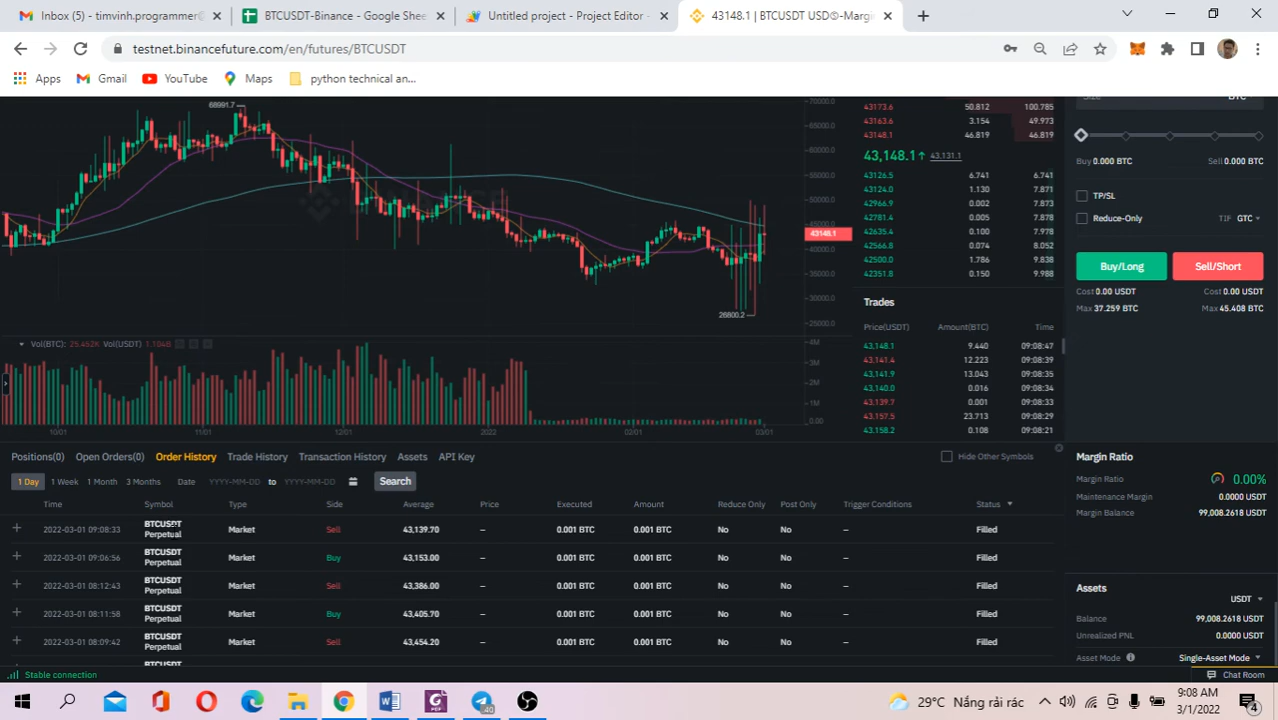 Inbox (14) - timvinh.programmer@
BTCUSDT-Binance - Google She
Untitled project - Project Editor -
43148.1 | BTCUSDT USDⓈ-Marg
testnet.binancefuture.com/en/futures/BTCUSDT
Apps Gmail YouTube Maps python technical an...
68991.7
70000.0
65000.0
60000.0
55000.0
50000.0
45000.0
43148.1
40000.0
35000.0
30000.0
25000.0
26800.2
Vol(BTC): 25.452K Vol(USDT) 1.104B
4M
3M
2M
1M
0.00
10/01 11/01 12/01 2022 02/01 03/01
43173.6 50.812 100.785
43163.6 3.154 49.973
43148.1 46.819 46.819
43,148.1↑ 43,131.1
43126.5 6.741 6.741
43124.0 1.130 7.871
42966.9 0.002 7.873
42781.4 0.005 7.878
42635.4 0.100 7.978
42566.8 0.074 8.052
42500.0 1.786 9.838
42351.8 0.150 9.988
Trades
Price(USDT) Amount(BTC) Time
43,148.1 9.440 09:08:47
43,141.4 12.223 09:08:39
43,141.9 13.043 09:08:35
43,140.0 0.016 09:08:34
43,139.7 0.001 09:08:33
43,157.5 23.713 09:08:29
43,158.2 0.108 09:08:21
Size BTC
Buy 0.000 BTC Sell 0.000 BTC
TP/SL
Reduce-Only TIF GTC
Buy/Long Sell/Short
Cost 0.00 USDT Cost 0.00 USDT
Max 37.259 BTC Max 45.408 BTC
Positions(0) Open Orders(0) Order History Trade History Transaction History Assets API Key Hide Other Symbols
1 Day 1 Week 1 Month 3 Months Date YYYY-MM-DD to YYYY-MM-DD Search
Time Symbol Type Side Average Price Executed Amount Reduce Only Post Only Trigger Conditions Status
2022-03-01 09:08:33 BTCUSDT Perpetual Market Sell 43,139.70 – 0.001 BTC 0.001 BTC No No – Filled
2022-03-01 09:06:56 BTCUSDT Perpetual Market Buy 43,153.00 – 0.001 BTC 0.001 BTC No No – Filled
2022-03-01 08:12:43 BTCUSDT Perpetual Market Sell 43,386.00 – 0.001 BTC 0.001 BTC No No – Filled
2022-03-01 08:11:58 BTCUSDT Perpetual Market Buy 43,405.70 – 0.001 BTC 0.001 BTC No No – Filled
2022-03-01 08:09:42 BTCUSDT Perpetual Market Sell 43,454.20 – 0.001 BTC 0.001 BTC No No – Filled
BTCUSDT
Margin Ratio
Margin Ratio 0.00%
Maintenance Margin 0.0000 USDT
Margin Balance 99,008.2618 USDT
Assets
USDT
Balance 99,008.2618 USDT
Unrealized PNL 0.0000 USDT
Asset Mode Single-Asset Mode
Stable connection
Chat Room
40
29°C Nắng rải rác
9:08 AM
3/1/2022
4